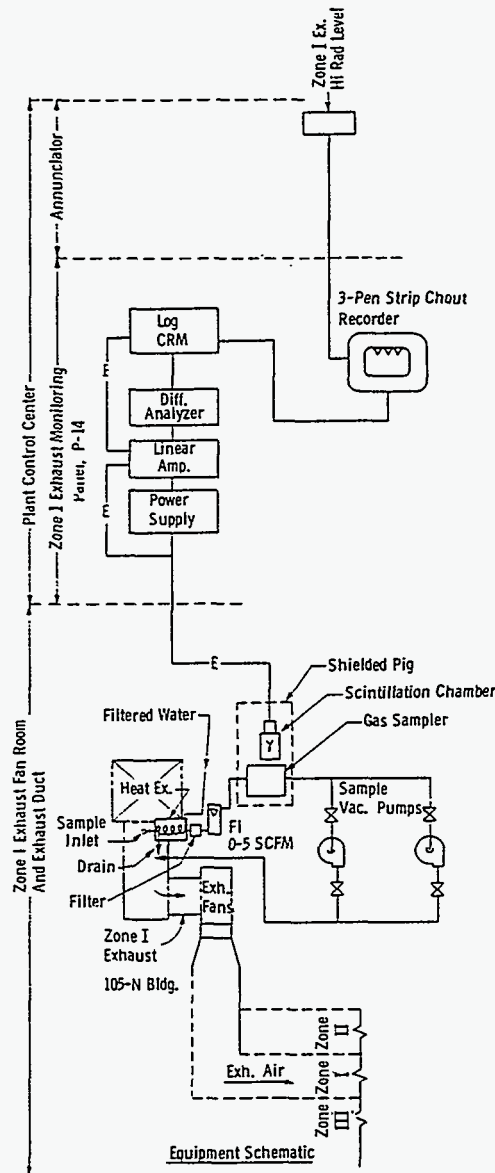 Zone I Ex.
Hi Rad Level
Annunciator
3-Pen Strip Chout
Recorder
Log
CRM
E
Diff.
Analyzer
Linear
Amp.
E
Power
Supply
Plant Control Center
Zone I Exhaust Monitoring
P-14
E
Shielded Pig
Scintillation Chamber
Gas Sampler
Filtered Water
γ
Heat Ex.
Sample
Inlet
Drain
Filter
FI
0-5 SCFM
Sample
Vac. Pumps
Exh.
Fans
Zone I
Exhaust
105-N Bldg.
Zone I Exhaust Fan Room
And Exhaust Duct
Exh. Air
Zone
II
Zone
Zone
III
Equipment Schematic